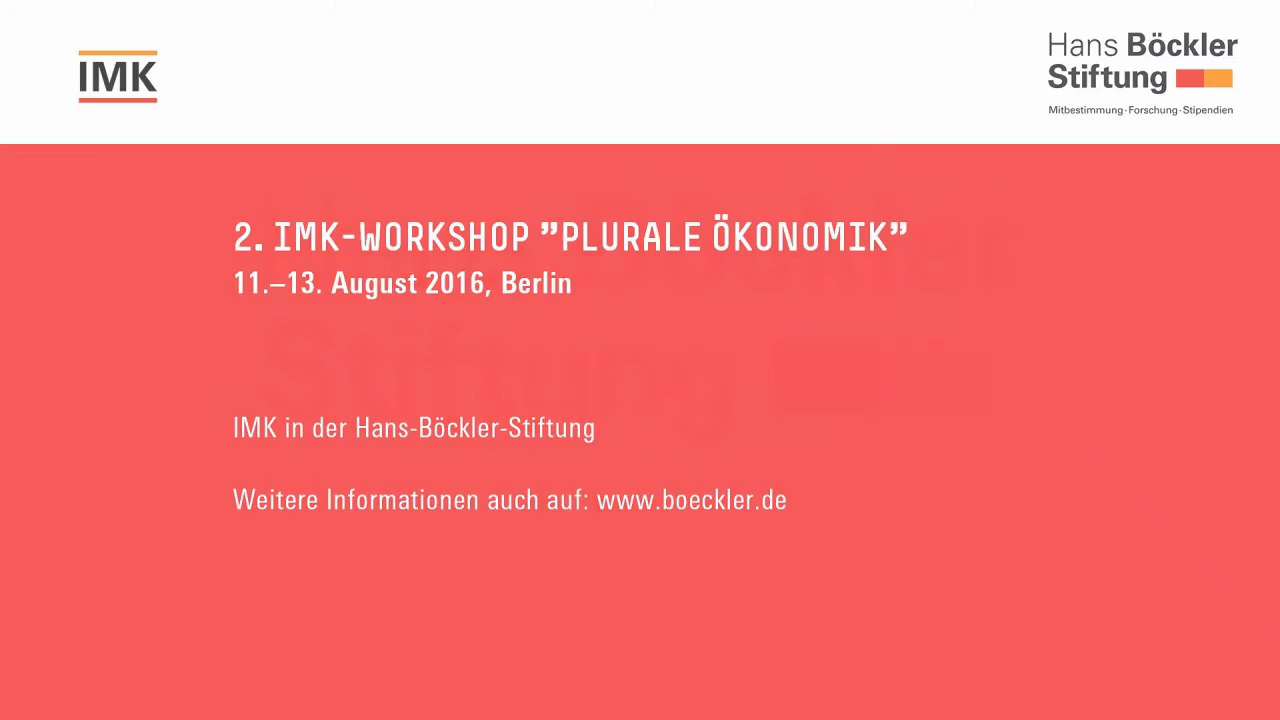 IMK
Hans Böckler
Stiftung
Mitbestimmung · Forschung · Stipendien
2. IMK-WORKSHOP ”PLURALE ÖKONOMIK”
11.–13. August 2016, Berlin
IMK in der Hans-Böckler-Stiftung
Weitere Informationen auch auf: www.boeckler.de